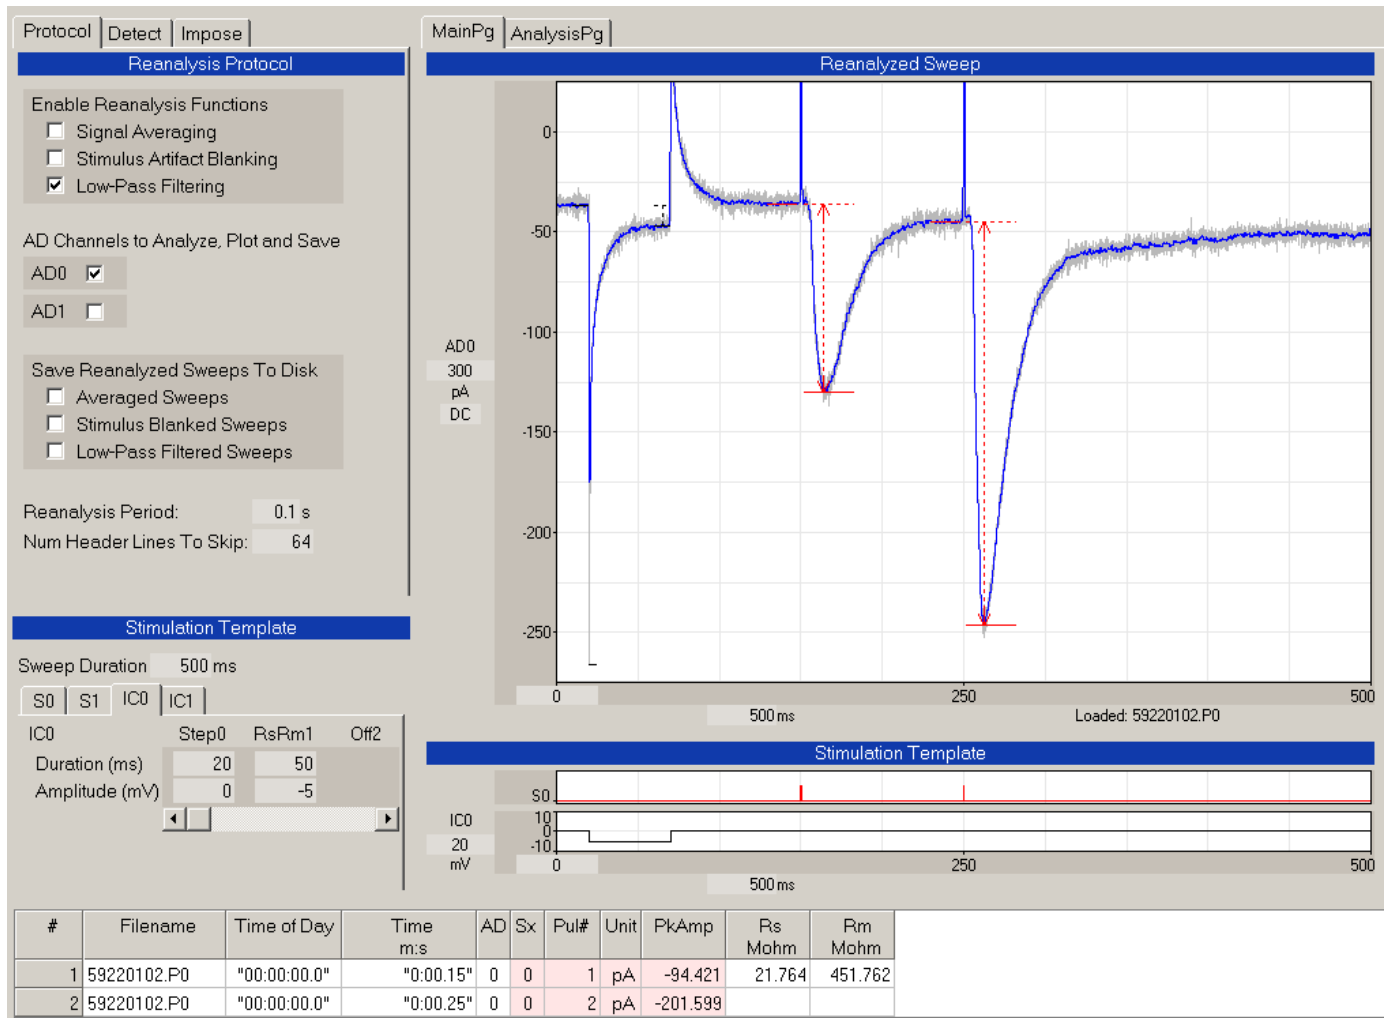 Protocol Detect Impose
Reanalysis Protocol
Enable Reanalysis Functions
Signal Averaging
Stimulus Artifact Blanking
Low-Pass Filtering
AD Channels to Analyze, Plot and Save
AD0
AD1
Save Reanalyzed Sweeps To Disk
Averaged Sweeps
Stimulus Blanked Sweeps
Low-Pass Filtered Sweeps
Reanalysis Period: 0.1 s
Num Header Lines To Skip: 64
Stimulation Template
Sweep Duration 500 ms
S0 S1 IC0 IC1
IC0 Step0 RsRm1 Off2
Duration (ms) 20 50
Amplitude (mV) 0 -5
MainPg AnalysisPg
Reanalyzed Sweep
0
-50
-100
AD0
300
pA
DC
-150
-200
-250
0 250 500
500 ms Loaded: 59220102.P0
Stimulation Template
S0
IC0
20
mV
10
0
-10
0 250 500
500 ms
# Filename Time of Day Time m:s AD Sx Pul# Unit PkAmp Rs Mohm Rm Mohm
1 59220102.P0 "00:00:00.0" "0:00.15" 0 0 1 pA -94.421 21.764 451.762
2 59220102.P0 "00:00:00.0" "0:00.25" 0 0 2 pA -201.599